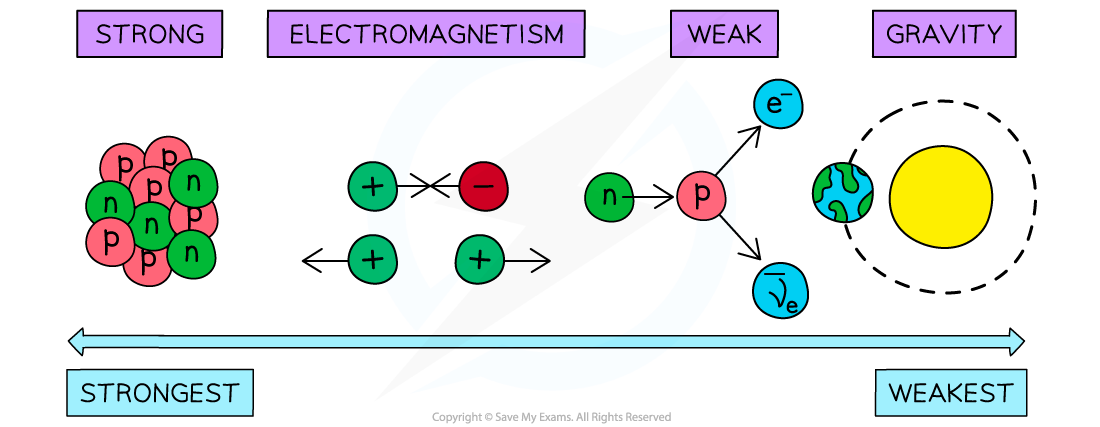 STRONG
ELECTROMAGNETISM
WEAK
GRAVITY
p
p
p
n
n
p
n
p
n
p
+
−
+
+
n
p
e⁻
ν̅e
STRONGEST
WEAKEST
Copyright © Save My Exams. All Rights Reserved